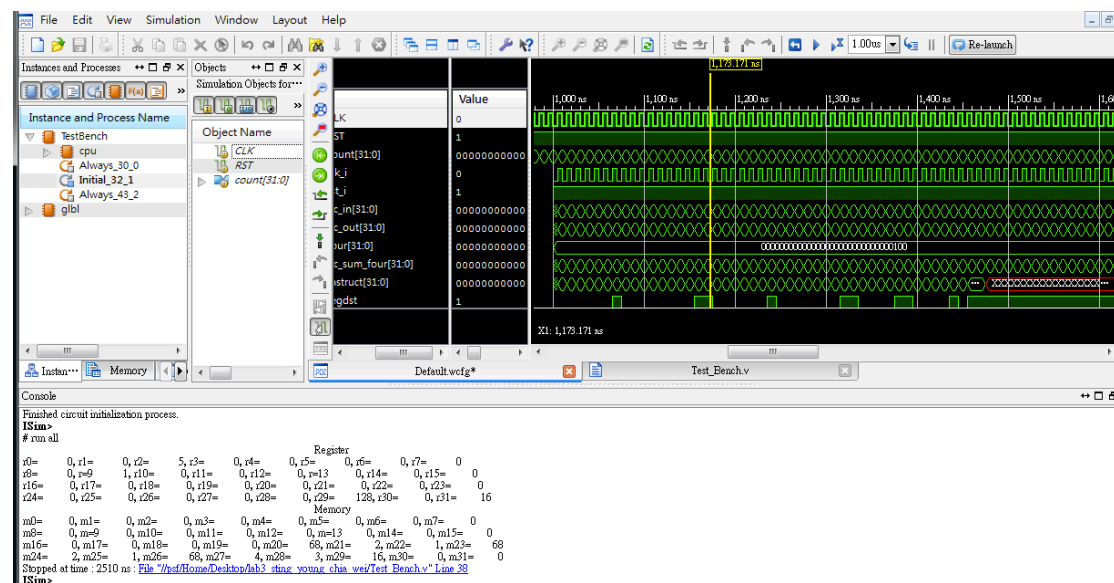 File Edit View Simulation Window Layout Help
1.00us Re-launch
Instances and Processes
Objects
Simulation Objects for···
Instance and Process Name
TestBench
cpu
Always_30_0
Initial_32_1
Always_43_2
glbl
Object Name
CLK
RST
count[31:0]
Value
LK 0
ST 1
ount[31:0] 00000000000
k_i 0
t_i 1
c_in[31:0] 00000000000
c_out[31:0] 00000000000
our[31:0] 00000000000
c_sum_four[31:0] 00000000000
struct[31:0] 00000000000
egdst 1
1,173.171 ns
1,000 ns 1,100 ns 1,200 ns 1,300 ns 1,400 ns 1,500 ns
00000000000000000000000000000100
X1: 1,173.171 ns
Instan··· Memory
Default.wcfg* Test_Bench.v
Console
Finished circuit initialization process.
ISim>
# run all
Register
r0= 0, r1= 0, r2= 5, r3= 0, r4= 0, r5= 0, r6= 0, r7= 0
r8= 0, r=9 1, r10= 0, r11= 0, r12= 0, r=13 0, r14= 0, r15= 0
r16= 0, r17= 0, r18= 0, r19= 0, r20= 0, r21= 0, r22= 0, r23= 0
r24= 0, r25= 0, r26= 0, r27= 0, r28= 0, r29= 128, r30= 0, r31= 16
Memory
m0= 0, m1= 0, m2= 0, m3= 0, m4= 0, m5= 0, m6= 0, m7= 0
m8= 0, m=9 0, m10= 0, m11= 0, m12= 0, m=13 0, m14= 0, m15= 0
m16= 0, m17= 0, m18= 0, m19= 0, m20= 68, m21= 2, m22= 1, m23= 68
m24= 2, m25= 1, m26= 68, m27= 4, m28= 3, m29= 16, m30= 0, m31= 0
Stopped at time : 2510 ns : File "//psf/Home/Desktop/lab3_sting_young_chia_wei/Test_Bench.v" Line 38
ISim>